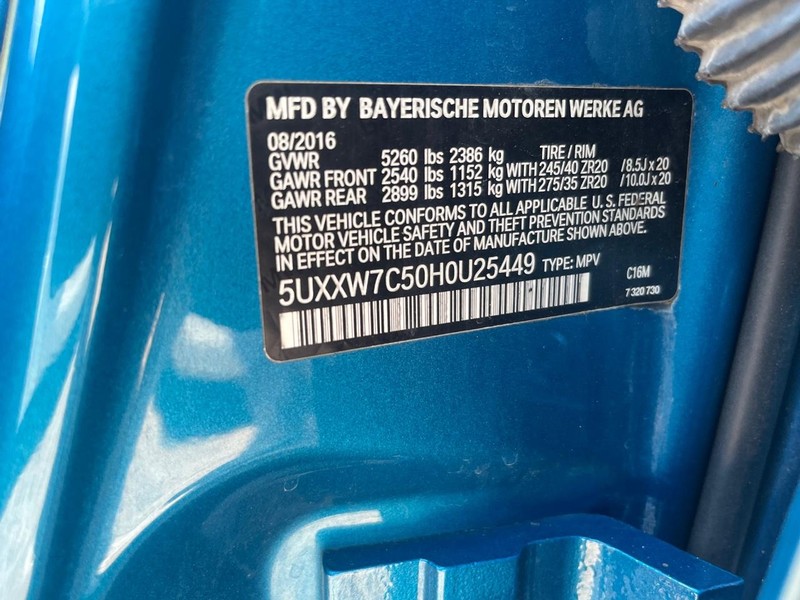 MFD BY BAYERISCHE MOTOREN WERKE AG
08/2016
GVWR 5260 lbs 2386 kg TIRE / RIM
GAWR FRONT 2540 lbs 1152 kg WITH 245/40 ZR20 / 8.5J x 20
GAWR REAR 2899 lbs 1315 kg WITH 275/35 ZR20 / 10.0J x 20
THIS VEHICLE CONFORMS TO ALL APPLICABLE U. S. FEDERAL
MOTOR VEHICLE SAFETY AND THEFT PREVENTION STANDARDS
IN EFFECT ON THE DATE OF MANUFACTURE SHOWN ABOVE.
5UXXW7C50H0U25449 TYPE: MPV C16M
7 320 730